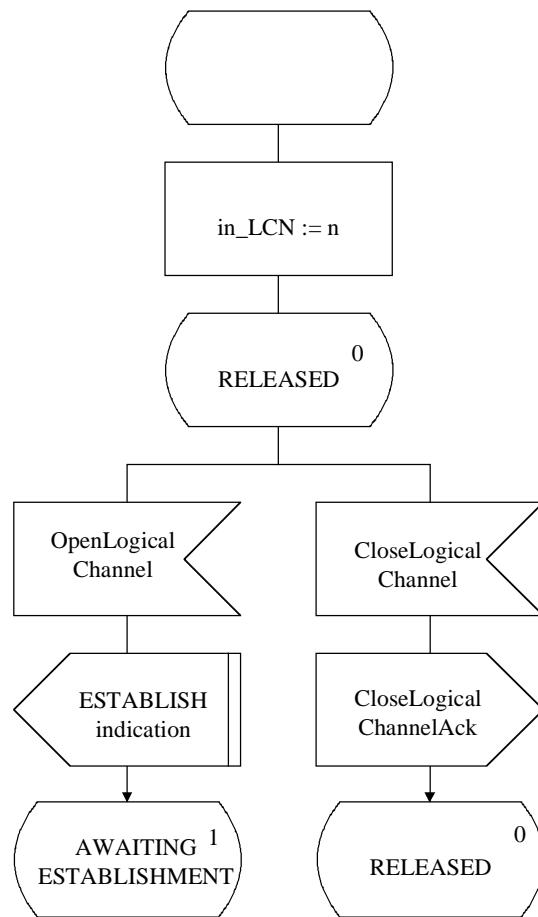 in_LCN := n
0
RELEASED
OpenLogical
Channel
CloseLogical
Channel
ESTABLISH
indication
CloseLogical
ChannelAck
1
AWAITING
ESTABLISHMENT
0
RELEASED